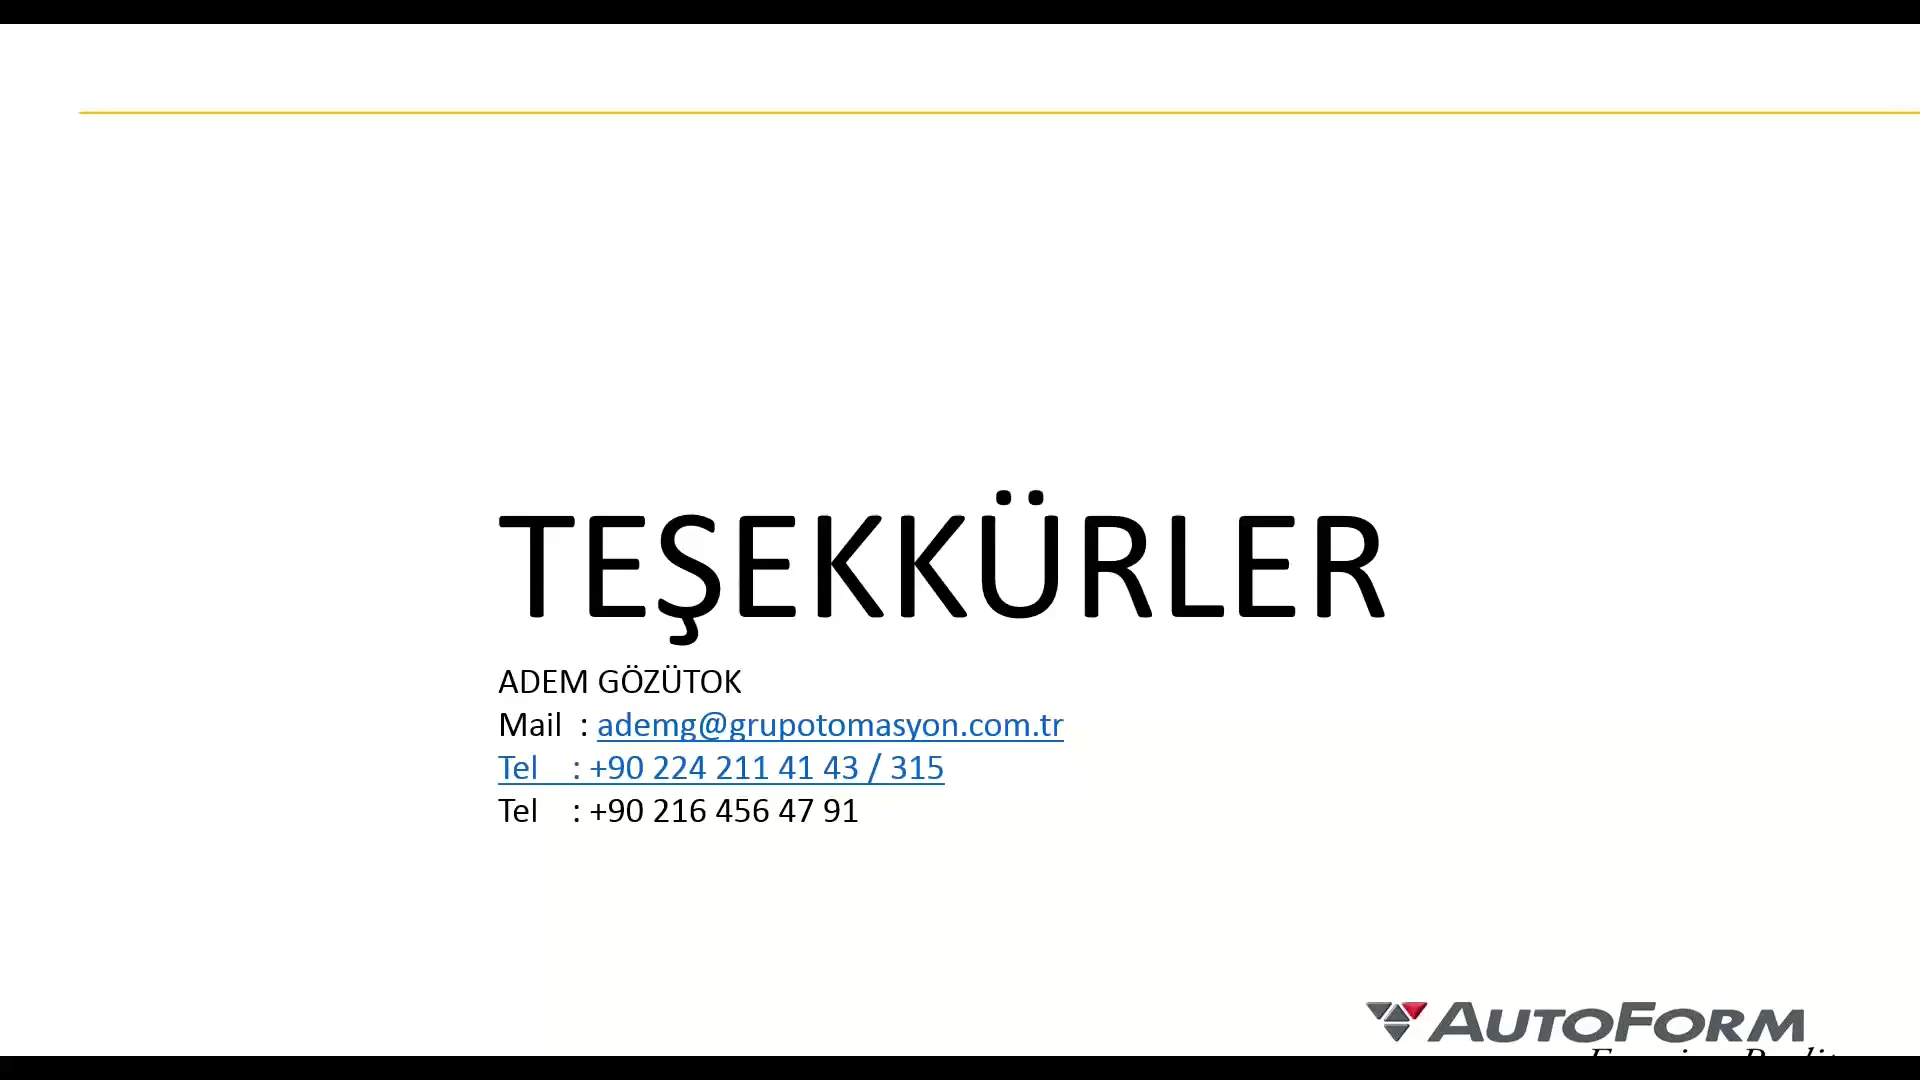 TEŞEKKÜRLER
ADEM GÖZÜTOK
Mail : ademg@grupotomasyon.com.tr
Tel : +90 224 211 41 43 / 315
Tel : +90 216 456 47 91
AUTOFORM